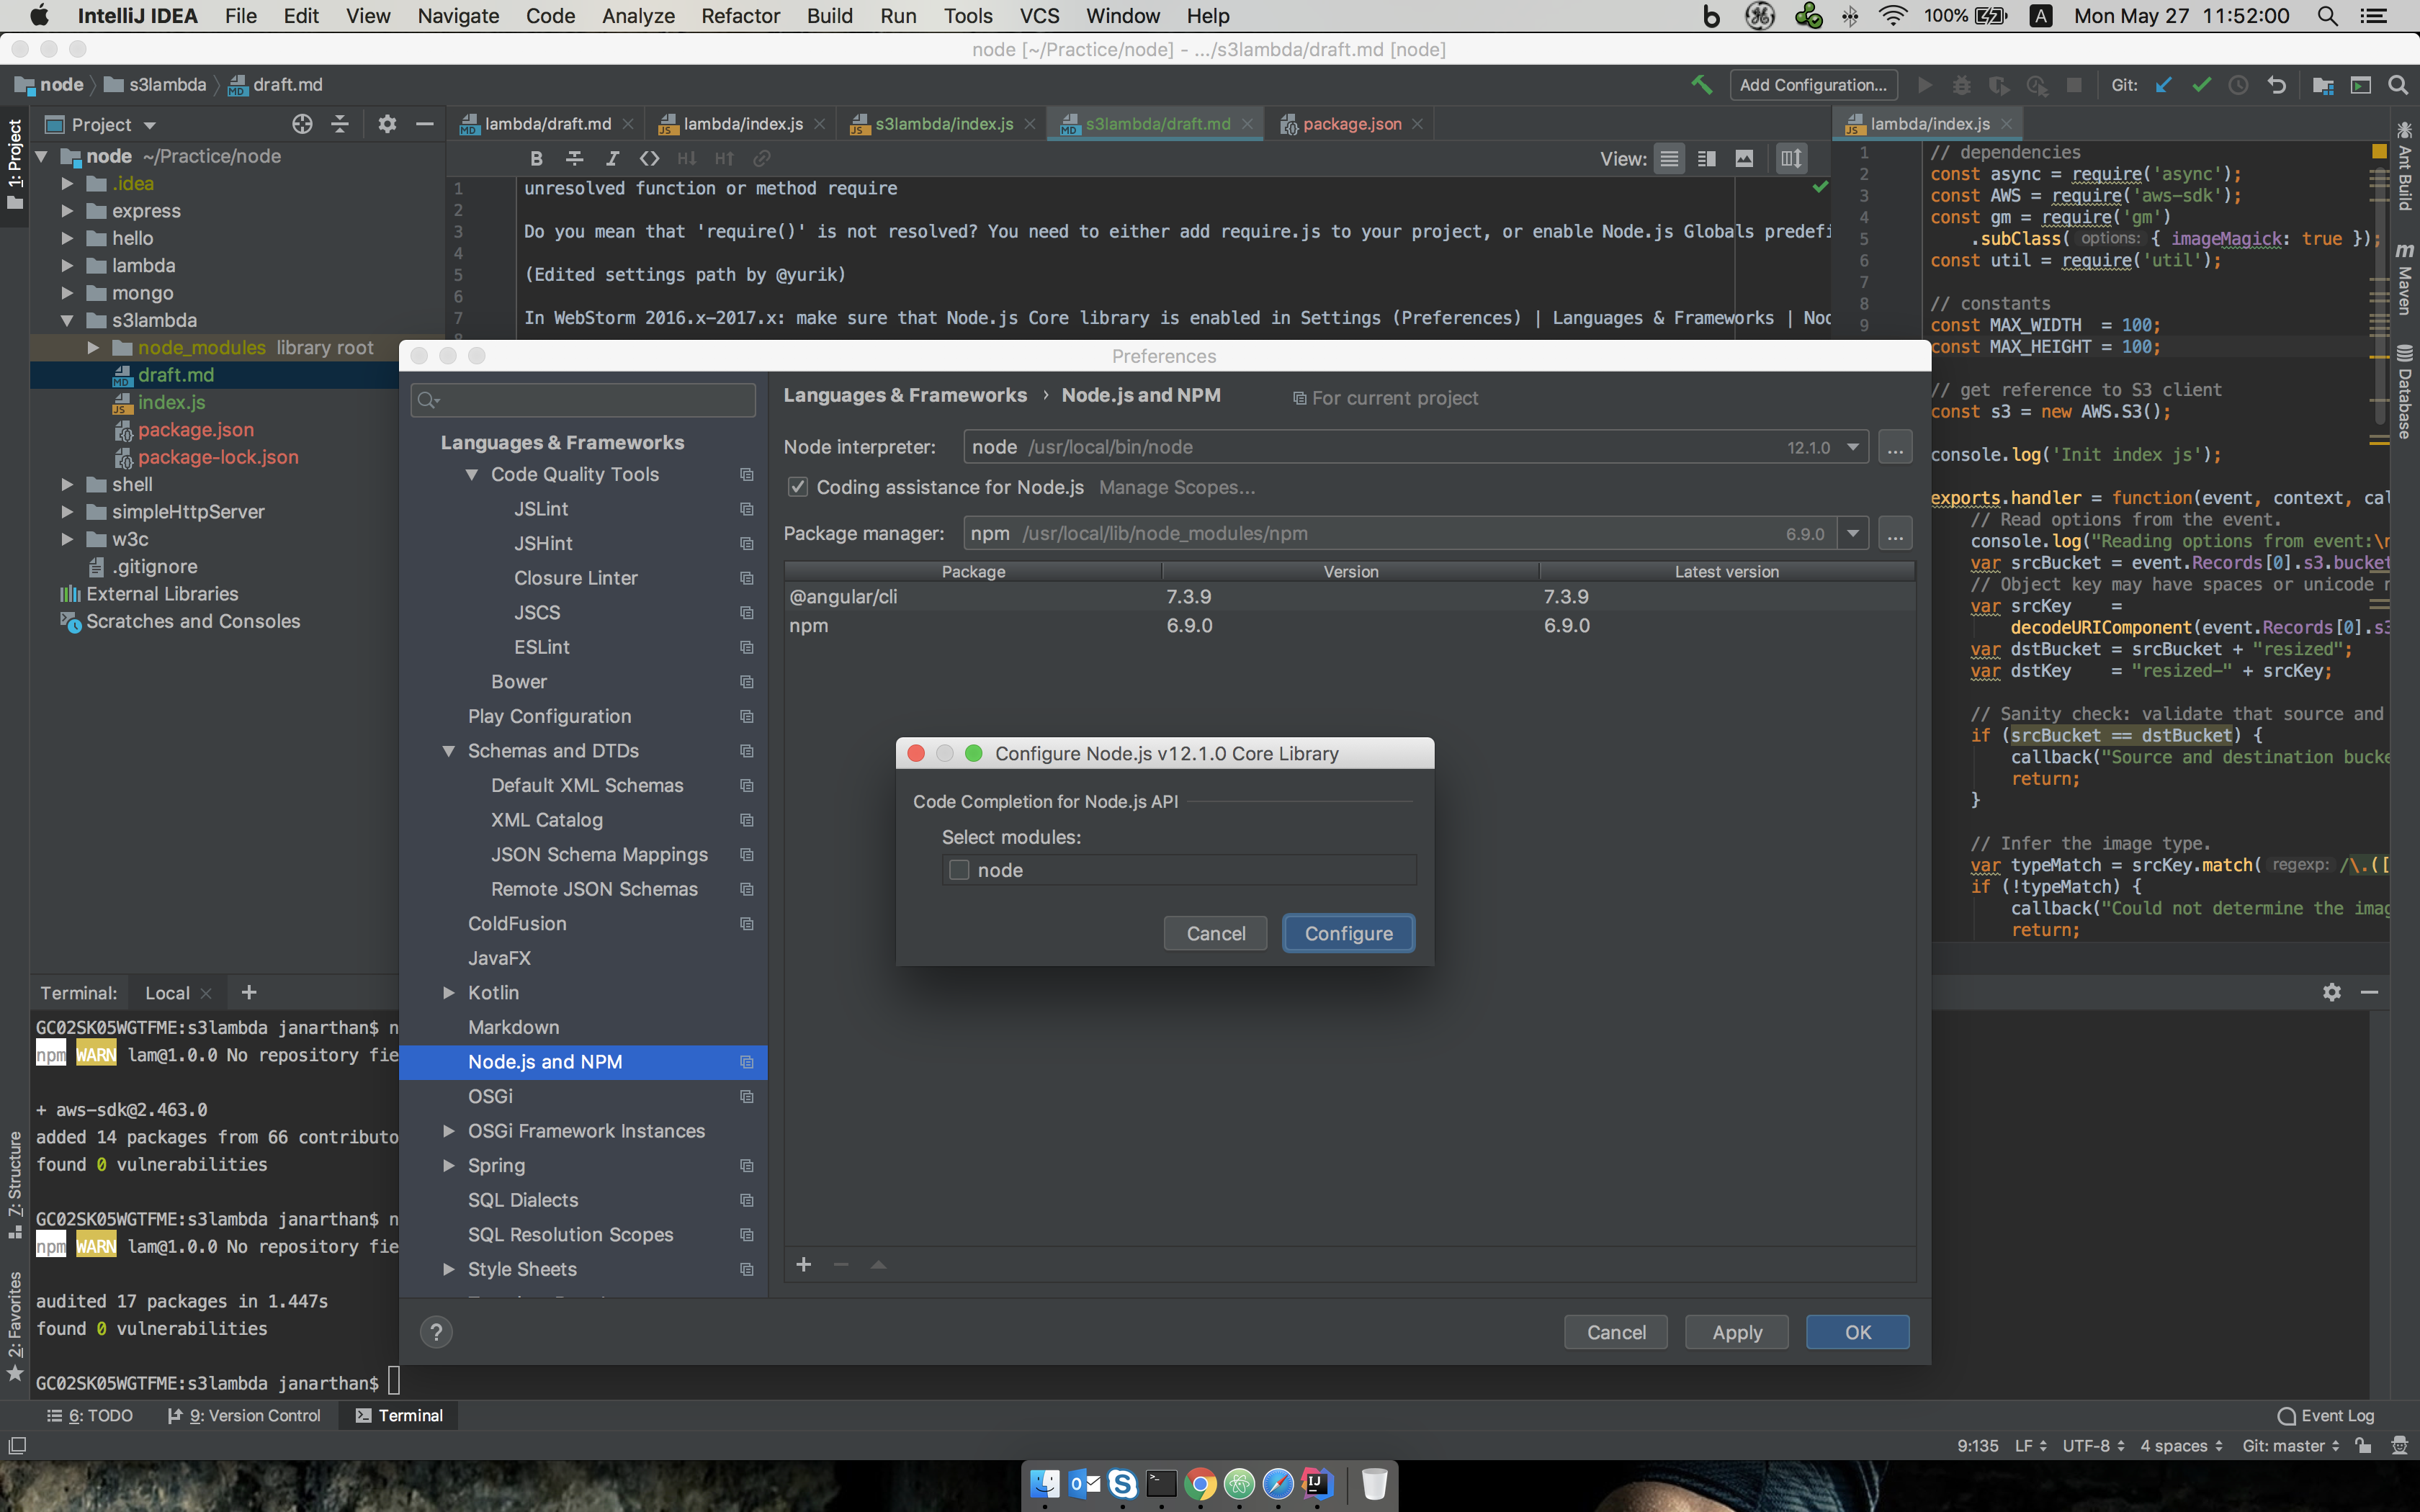 IntelliJ IDEA File Edit View Navigate Code Analyze Refactor Build Run Tools VCS Window Help 100% A Mon May 27 11:52:00
node [~/Practice/node] - .../s3lambda/draft.md [node]
node s3lambda draft.md
Add Configuration... Git:
1: Project
Project
node ~/Practice/node
.idea
express
hello
lambda
mongo
s3lambda
node_modules library root
draft.md
index.js
package.json
package-lock.json
shell
simpleHttpServer
w3c
.gitignore
External Libraries
Scratches and Consoles
lambda/draft.md lambda/index.js s3lambda/index.js s3lambda/draft.md package.json
View:
1 unresolved function or method require
2
3 Do you mean that 'require()' is not resolved? You need to either add require.js to your project, or enable Node.js Globals predefi
4
5 (Edited settings path by @yurik)
6
7 In WebStorm 2016.x-2017.x: make sure that Node.js Core library is enabled in Settings (Preferences) | Languages & Frameworks | Nod
lambda/index.js
1 // dependencies
2 const async = require('async');
3 const AWS = require('aws-sdk');
4 const gm = require('gm')
5 .subClass( options: { imageMagick: true });
6 const util = require('util');
7
8 // constants
9 const MAX_WIDTH = 100;
const MAX_HEIGHT = 100;
// get reference to S3 client
const s3 = new AWS.S3();
console.log('Init index js');
exports.handler = function(event, context, cal
// Read options from the event.
console.log("Reading options from event:\n
var srcBucket = event.Records[0].s3.bucket
// Object key may have spaces or unicode n
var srcKey =
decodeURIComponent(event.Records[0].s3
var dstBucket = srcBucket + "resized";
var dstKey = "resized-" + srcKey;
// Sanity check: validate that source and
if (srcBucket == dstBucket) {
callback("Source and destination bucke
return;
}
// Infer the image type.
var typeMatch = srcKey.match( regexp: /\.([
if (!typeMatch) {
callback("Could not determine the imag
return;
Ant Build
Maven
Database
Preferences
Languages & Frameworks
Code Quality Tools
JSLint
JSHint
Closure Linter
JSCS
ESLint
Bower
Play Configuration
Schemas and DTDs
Default XML Schemas
XML Catalog
JSON Schema Mappings
Remote JSON Schemas
ColdFusion
JavaFX
Kotlin
Markdown
Node.js and NPM
OSGi
OSGi Framework Instances
Spring
SQL Dialects
SQL Resolution Scopes
Style Sheets
Languages & Frameworks › Node.js and NPM For current project
Node interpreter: node /usr/local/bin/node 12.1.0 ...
Coding assistance for Node.js Manage Scopes...
Package manager: npm /usr/local/lib/node_modules/npm 6.9.0 ...
Package Version Latest version
@angular/cli 7.3.9 7.3.9
npm 6.9.0 6.9.0
Configure Node.js v12.1.0 Core Library
Code Completion for Node.js API
Select modules:
node
Cancel Configure
? Cancel Apply OK
Terminal: Local
GC02SK05WGTFME:s3lambda janarthan$ n
npm WARN lam@1.0.0 No repository fie
+ aws-sdk@2.463.0
added 14 packages from 66 contributo
found 0 vulnerabilities
GC02SK05WGTFME:s3lambda janarthan$ n
npm WARN lam@1.0.0 No repository fie
audited 17 packages in 1.447s
found 0 vulnerabilities
GC02SK05WGTFME:s3lambda janarthan$
7: Structure
2: Favorites
6: TODO 9: Version Control Terminal Event Log
9:135 LF UTF-8 4 spaces Git: master